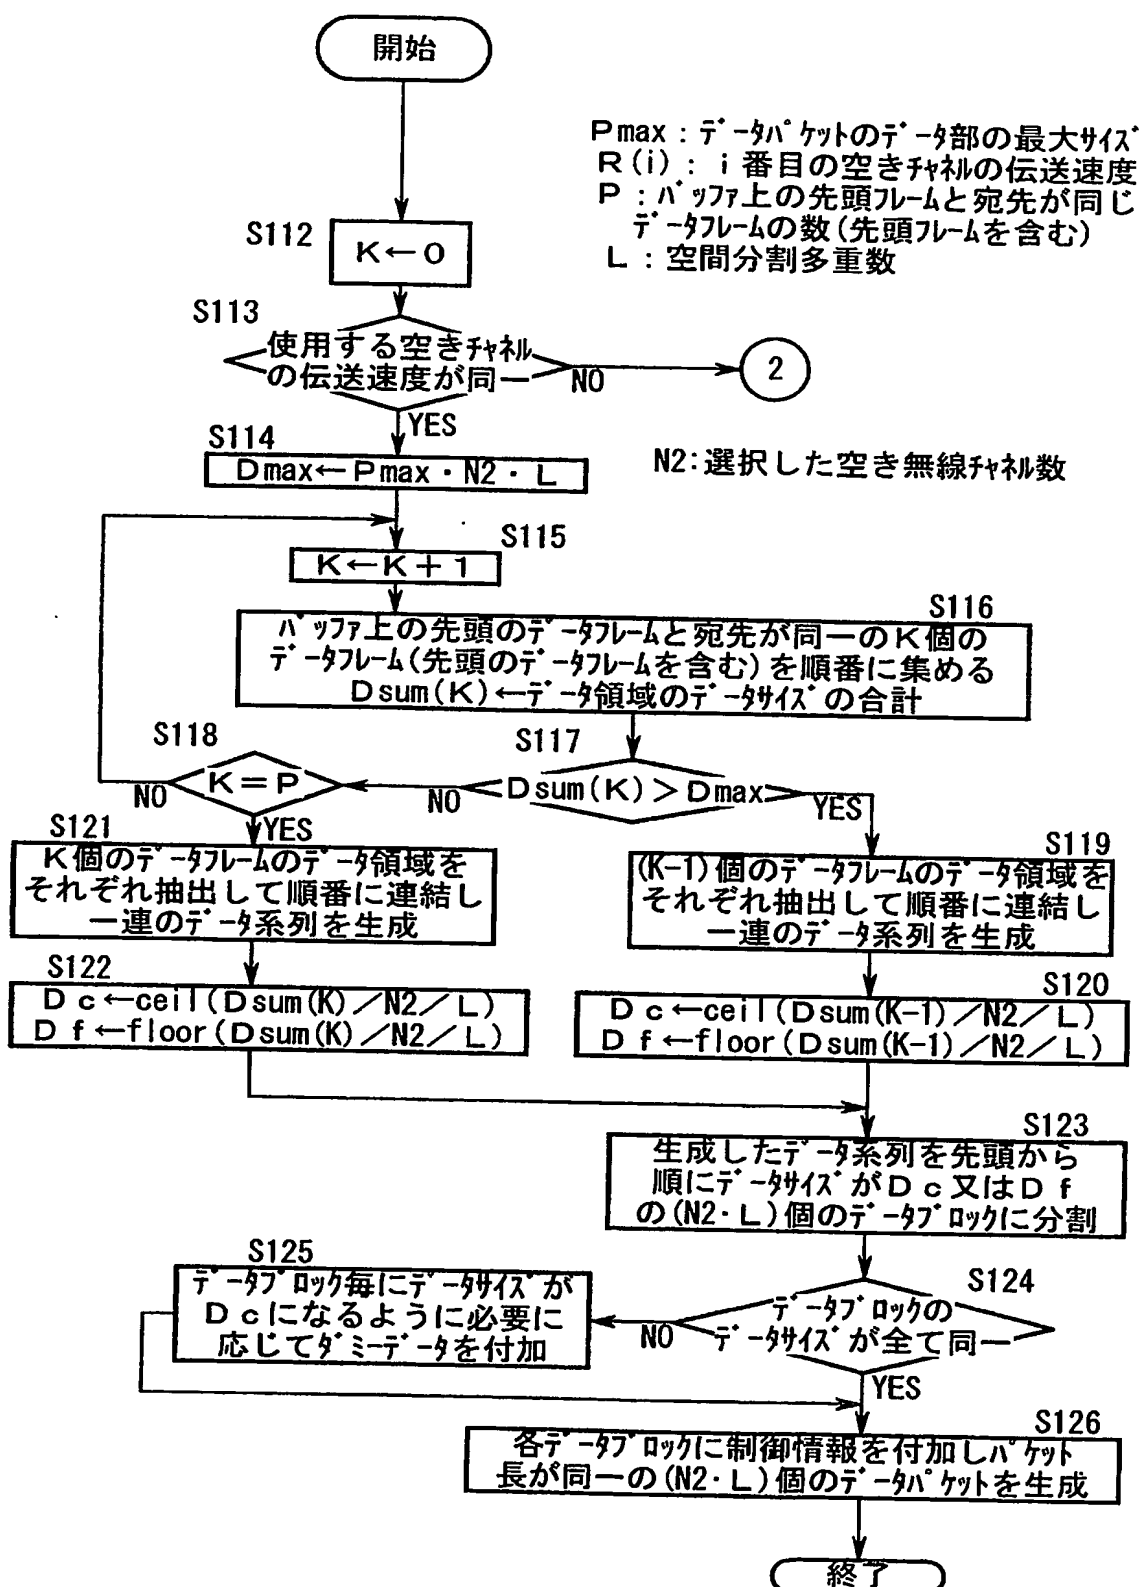 開始
Pmax：データパケットのデータ部の最大サイズ
R(i)：i番目の空きチャネルの伝送速度
P：バッファ上の先頭フレームと宛先が同じ
データフレームの数(先頭フレームを含む)
L：空間分割多重数
S112
K←0
S113
使用する空きチャネル
の伝送速度が同一
NO
2
YES
S114
Dmax←Pmax・N2・L
N2:選択した空き無線チャネル数
S115
K←K+1
S116
バッファ上の先頭のデータフレームと宛先が同一のK個の
データフレーム(先頭のデータフレームを含む)を順番に集める
Dsum(K)←データ領域のデータサイズの合計
S118
K=P
NO
YES
S117
Dsum(K)>Dmax
NO
YES
S121
K個のデータフレームのデータ領域を
それぞれ抽出して順番に連結し
一連のデータ系列を生成
S119
(K-1)個のデータフレームのデータ領域を
それぞれ抽出して順番に連結し
一連のデータ系列を生成
S122
Dc←ceil(Dsum(K)/N2/L)
Df←floor(Dsum(K)/N2/L)
S120
Dc←ceil(Dsum(K-1)/N2/L)
Df←floor(Dsum(K-1)/N2/L)
S123
生成したデータ系列を先頭から
順にデータサイズがDc又はDf
の(N2・L)個のデータブロックに分割
S125
データブロック毎にデータサイズが
Dcになるように必要に
応じてダミーデータを付加
S124
データブロックの
データサイズが全て同一
NO
YES
S126
各データブロックに制御情報を付加しパケット
長が同一の(N2・L)個のデータパケットを生成
終了